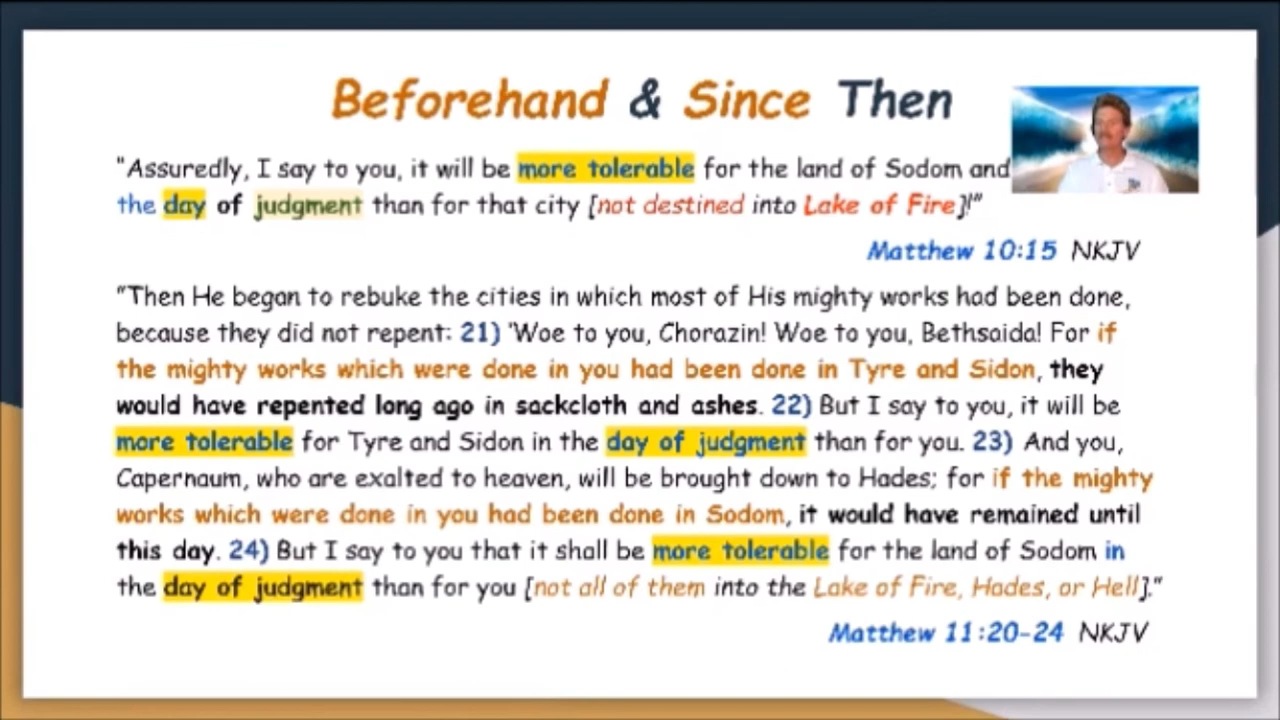 Beforehand & Since Then
"Assuredly, I say to you, it will be more tolerable for the land of Sodom and
the day of judgment than for that city [not destined into Lake of Fire]!"
Matthew 10:15 NKJV
"Then He began to rebuke the cities in which most of His mighty works had been done,
because they did not repent: 21) 'Woe to you, Chorazin! Woe to you, Bethsaida! For if
the mighty works which were done in you had been done in Tyre and Sidon, they
would have repented long ago in sackcloth and ashes. 22) But I say to you, it will be
more tolerable for Tyre and Sidon in the day of judgment than for you. 23) And you,
Capernaum, who are exalted to heaven, will be brought down to Hades; for if the mighty
works which were done in you had been done in Sodom, it would have remained until
this day. 24) But I say to you that it shall be more tolerable for the land of Sodom in
the day of judgment than for you [not all of them into the Lake of Fire, Hades, or Hell]."
Matthew 11:20-24 NKJV